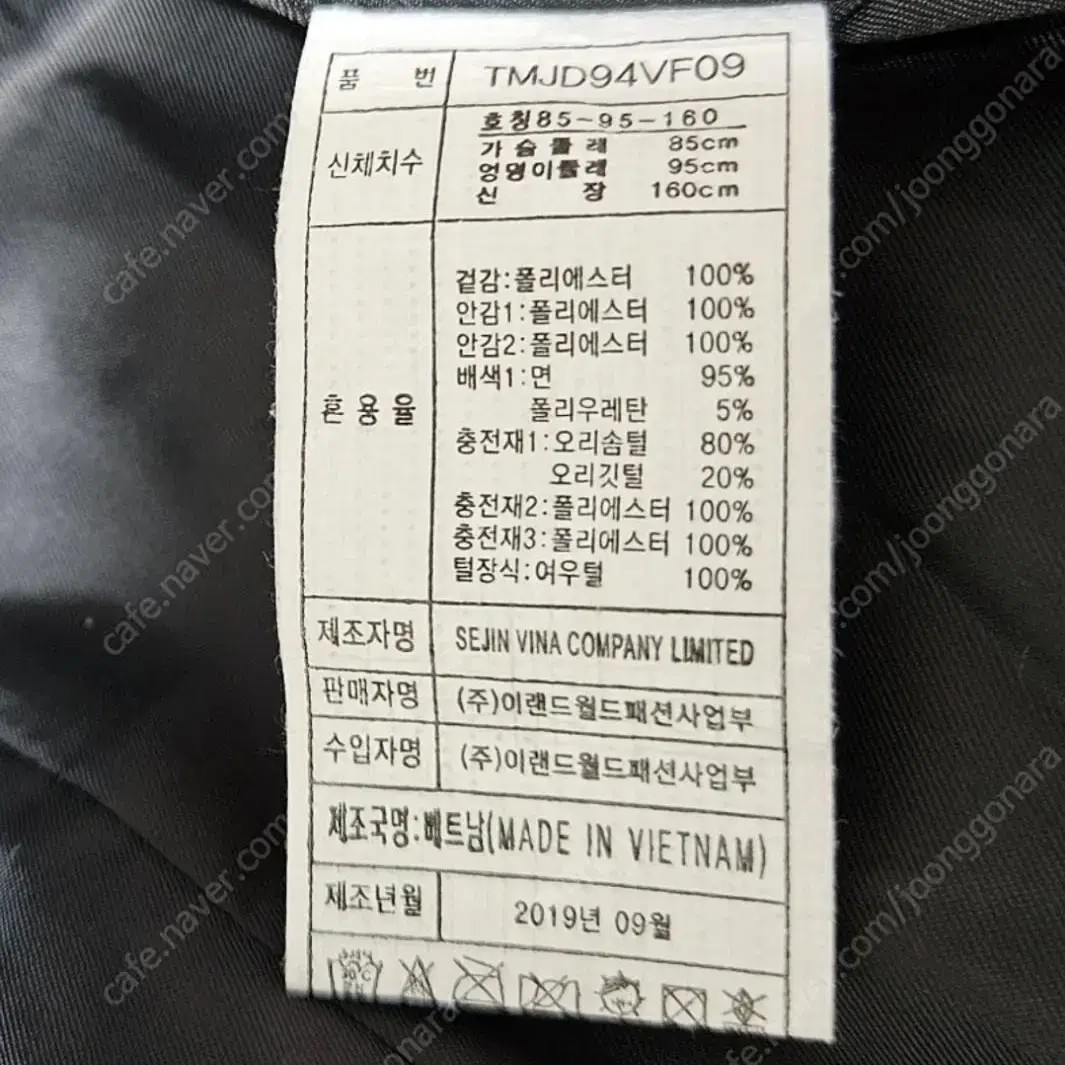 품 번 TMJD94VF09
신체치수
호칭85-95-160
가슴둘레 85cm
엉덩이둘레 95cm
신 장 160cm
혼용율
겉감:폴리에스터 100%
안감1:폴리에스터 100%
안감2:폴리에스터 100%
배색1:면 95%
폴리우레탄 5%
충전재1:오리솜털 80%
오리깃털 20%
충전재2:폴리에스터 100%
충전재3:폴리에스터 100%
털장식:여우털 100%
제조자명 SEJIN VINA COMPANY LIMITED
판매자명 (주)이랜드월드패션사업부
수입자명 (주)이랜드월드패션사업부
제조국명:베트남(MADE IN VIETNAM)
제조년월 2019년 09월
cafe.naver.com/joonggonara
cafe.naver.com/joonggonara
cafe.naver.com/joonggonara